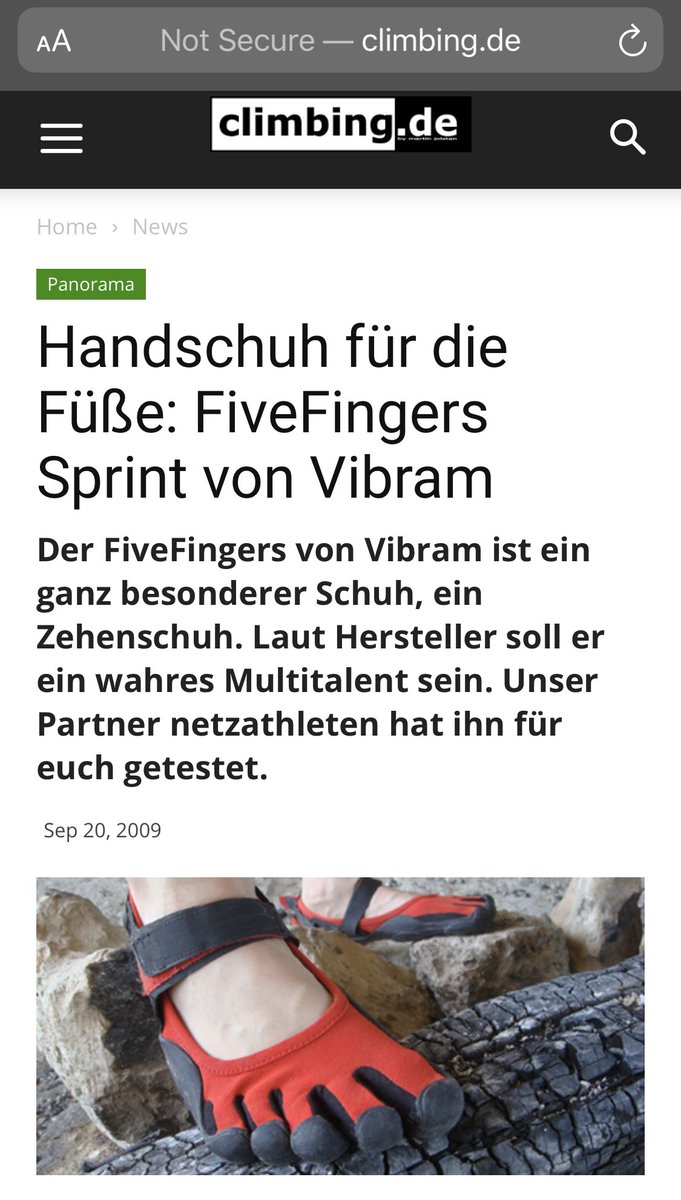 AA Not Secure — climbing.de
climbing.de
Home › News
Panorama
Handschuh für die
Füße: FiveFingers
Sprint von Vibram
Der FiveFingers von Vibram ist ein
ganz besonderer Schuh, ein
Zehenschuh. Laut Hersteller soll er
ein wahres Multitalent sein. Unser
Partner netzathleten hat ihn für
euch getestet.
Sep 20, 2009